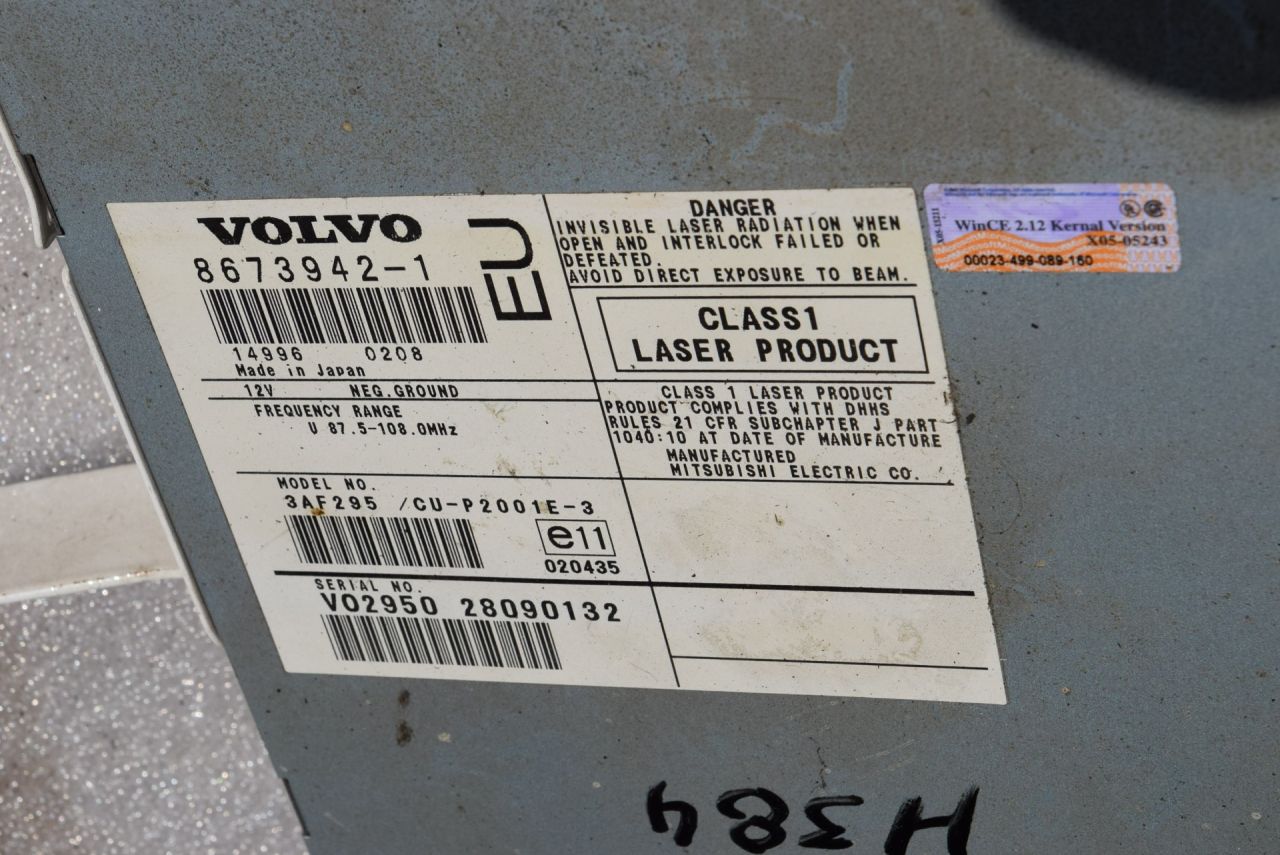 VOLVO
8673942-1
EU
14996 0208
Made in Japan
12V NEG.GROUND
FREQUENCY RANGE
U 87.5-108.0MHz
MODEL NO.
3AF295 /CU-P2001E-3
e11
020435
SERIAL NO.
VO2950 28090132
DANGER
INVISIBLE LASER RADIATION WHEN
OPEN AND INTERLOCK FAILED OR
DEFEATED.
AVOID DIRECT EXPOSURE TO BEAM.
CLASS1
LASER PRODUCT
CLASS 1 LASER PRODUCT
PRODUCT COMPLIES WITH DHHS
RULES 21 CFR SUBCHAPTER J PART
1040:10 AT DATE OF MANUFACTURE
MANUFACTURED
MITSUBISHI ELECTRIC CO.
WinCE 2.12 Kernal Version
X05-05243
00023-499-089-160
H384